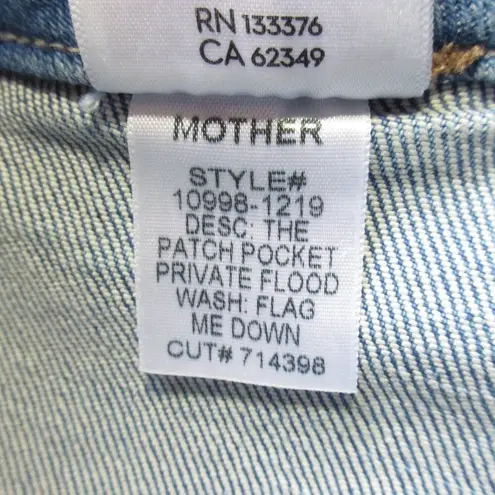 RN 133376
CA 62349
MOTHER
STYLE#
10998-1219
DESC: THE
PATCH POCKET
PRIVATE FLOOD
WASH: FLAG
ME DOWN
CUT# 714398